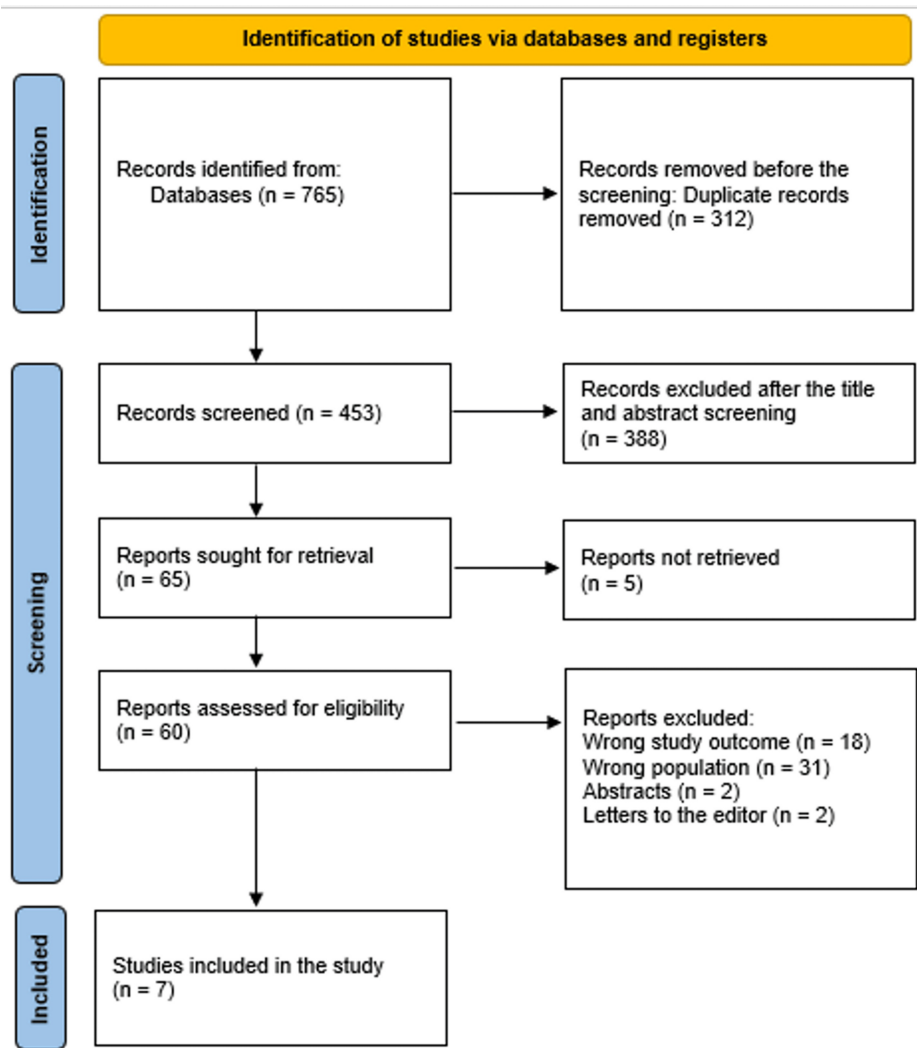 Identification of studies via databases and registers
Identification
Records identified from:
Databases (n = 765)
Records removed before the
screening: Duplicate records
removed (n = 312)
Screening
Records screened (n = 453)
Records excluded after the title
and abstract screening
(n = 388)
Reports sought for retrieval
(n = 65)
Reports not retrieved
(n = 5)
Reports assessed for eligibility
(n = 60)
Reports excluded:
Wrong study outcome (n = 18)
Wrong population (n = 31)
Abstracts (n = 2)
Letters to the editor (n = 2)
Included
Studies included in the study
(n = 7)